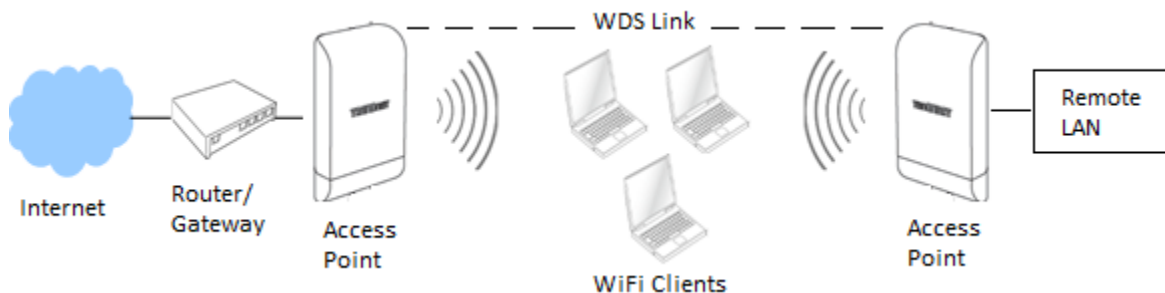 WDS Link
Internet
Router/
Gateway
Access
Point
WiFi Clients
Access
Point
Remote
LAN